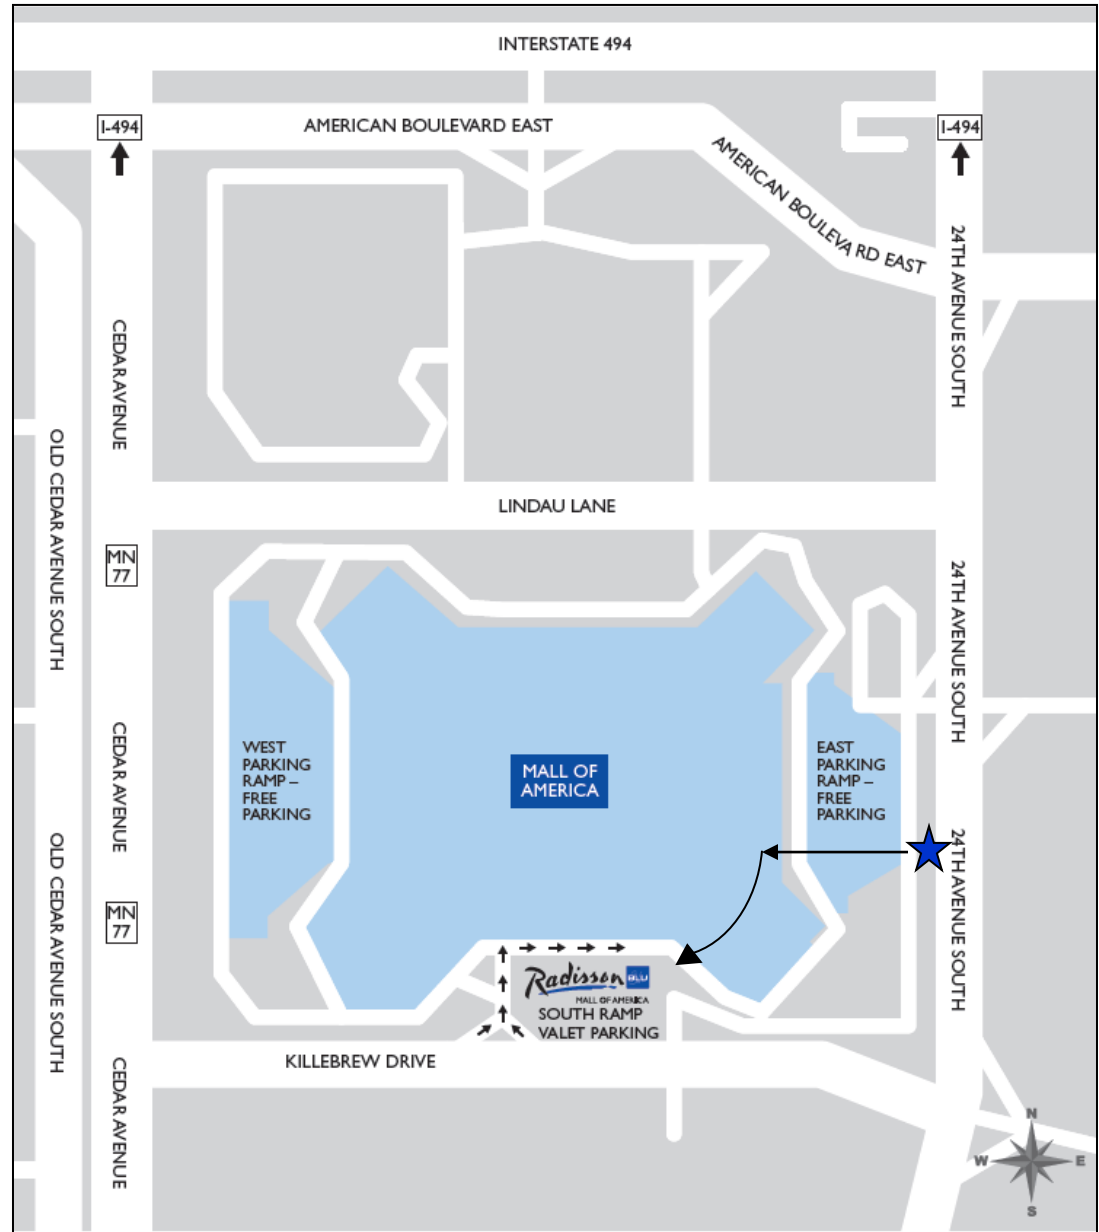 INTERSTATE 494
I-494
AMERICAN BOULEVARD EAST
I-494
AMERICAN BOULEVARD EAST
24TH AVENUE SOUTH
CEDAR AVENUE
OLD CEDAR AVENUE SOUTH
LINDAU LANE
MN
77
24TH AVENUE SOUTH
WEST
PARKING
RAMP –
FREE
PARKING
MALL OF
AMERICA
EAST
PARKING
RAMP –
FREE
PARKING
CEDAR AVENUE
24TH AVENUE SOUTH
OLD CEDAR AVENUE SOUTH
MN
77
Radisson BLU
MALL OF AMERICA
SOUTH RAMP
VALET PARKING
KILLEBREW DRIVE
CEDAR AVENUE
N
W E
S